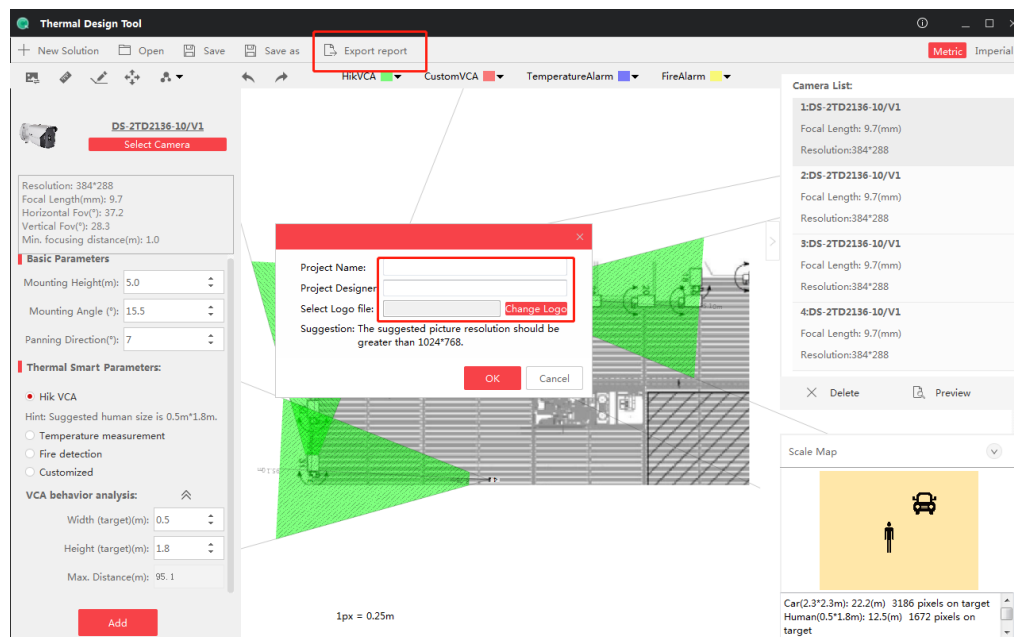 Thermal Design Tool
New Solution Open Save Save as Export report Metric Imperial
HikVCA CustomVCA TemperatureAlarm FireAlarm
DS-2TD2136-10/V1
Select Camera
Resolution: 384*288
Focal Length(mm): 9.7
Horizontal Fov(°): 37.2
Vertical Fov(°): 28.3
Min. focusing distance(m): 1.0
Basic Parameters
Mounting Height(m): 5.0
Mounting Angle (°): 15.5
Panning Direction(°): 7
Thermal Smart Parameters:
Hik VCA
Hint: Suggested human size is 0.5m*1.8m.
Temperature measurement
Fire detection
Customized
VCA behavior analysis:
Width (target)(m): 0.5
Height (target)(m): 1.8
Max. Distance(m): 95.1
Add
Project Name:
Project Designer
Select Logo file: Change Logo
Suggestion: The suggested picture resolution should be
greater than 1024*768.
OK Cancel
1px = 0.25m
Camera List:
1:DS-2TD2136-10/V1
Focal Length: 9.7(mm)
Resolution:384*288
2:DS-2TD2136-10/V1
Focal Length: 9.7(mm)
Resolution:384*288
3:DS-2TD2136-10/V1
Focal Length: 9.7(mm)
Resolution:384*288
4:DS-2TD2136-10/V1
Focal Length: 9.7(mm)
Resolution:384*288
Delete Preview
Scale Map
Car(2.3*2.3m): 22.2(m) 3186 pixels on target
Human(0.5*1.8m): 12.5(m) 1672 pixels on
target